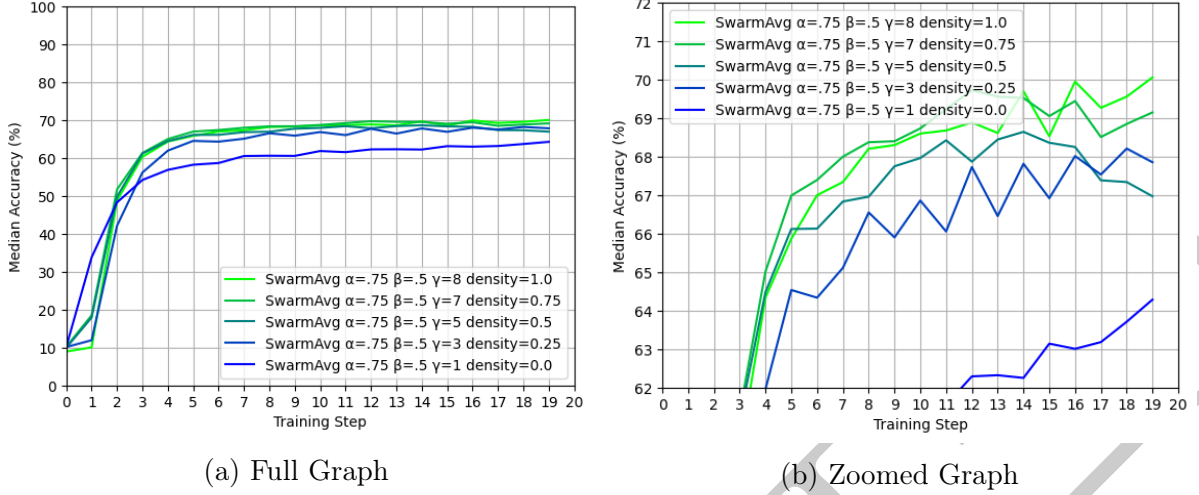 100
90
80
70
60
50
40
30
20
10
0
Median Accuracy (%)
SwarmAvg α=.75 β=.5 γ=8 density=1.0
SwarmAvg α=.75 β=.5 γ=7 density=0.75
SwarmAvg α=.75 β=.5 γ=5 density=0.5
SwarmAvg α=.75 β=.5 γ=3 density=0.25
SwarmAvg α=.75 β=.5 γ=1 density=0.0
0 1 2 3 4 5 6 7 8 9 10 11 12 13 14 15 16 17 18 19 20
Training Step
(a) Full Graph
72
71
70
69
68
67
66
65
64
63
62
Median Accuracy (%)
SwarmAvg α=.75 β=.5 γ=8 density=1.0
SwarmAvg α=.75 β=.5 γ=7 density=0.75
SwarmAvg α=.75 β=.5 γ=5 density=0.5
SwarmAvg α=.75 β=.5 γ=3 density=0.25
SwarmAvg α=.75 β=.5 γ=1 density=0.0
0 1 2 3 4 5 6 7 8 9 10 11 12 13 14 15 16 17 18 19 20
Training Step
(b) Zoomed Graph